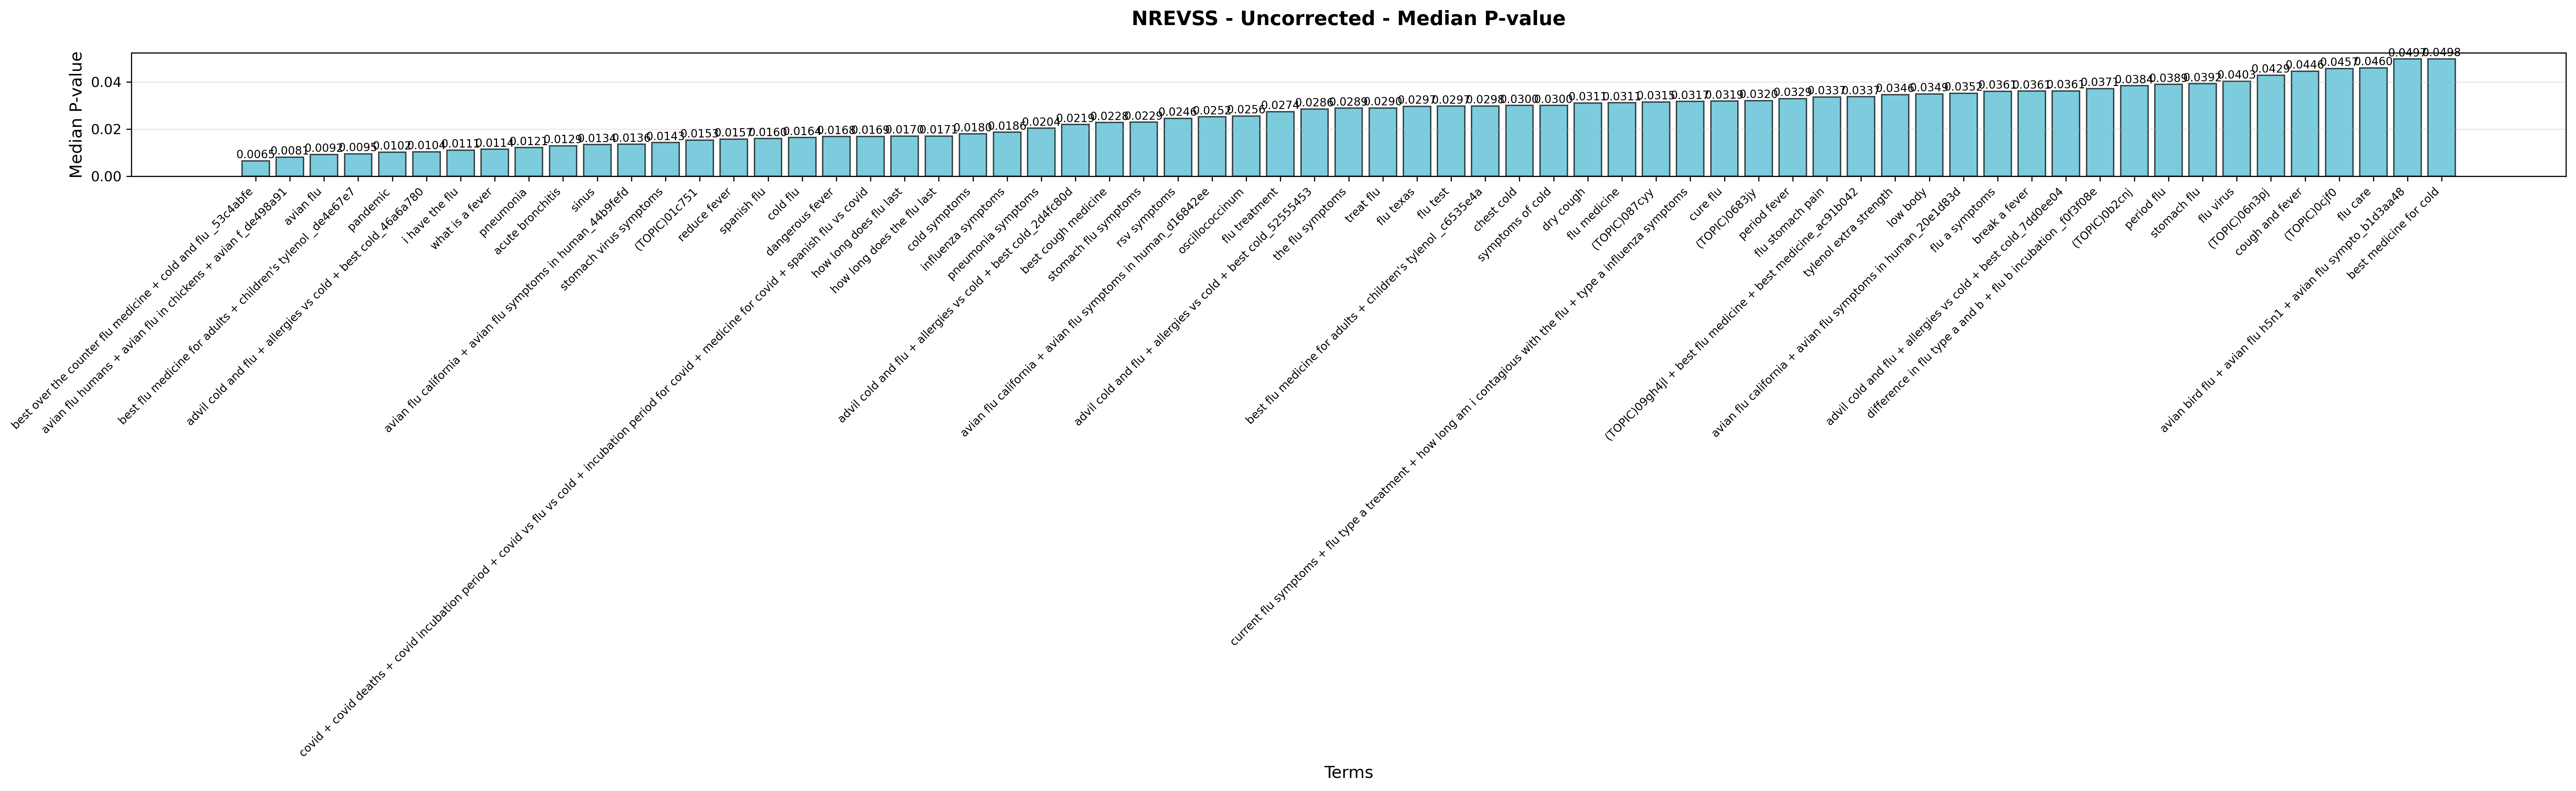 NREVSS - Uncorrected - Median P-value
Median P-value
0.04
0.02
0.00
0.0065
0.0081
0.0092
0.0095
0.0102
0.0104
0.0111
0.0114
0.0121
0.0129
0.0134
0.0136
0.0143
0.0153
0.0157
0.0160
0.0164
0.0168
0.0169
0.0170
0.0171
0.0180
0.0186
0.0204
0.0219
0.0228
0.0229
0.0246
0.0252
0.0256
0.0274
0.0286
0.0289
0.0290
0.0297
0.0297
0.0298
0.0300
0.0300
0.0311
0.0311
0.0315
0.0317
0.0319
0.0320
0.0329
0.0337
0.0337
0.0346
0.0349
0.0352
0.0361
0.0361
0.0361
0.0371
0.0384
0.0389
0.0392
0.0403
0.0429
0.0446
0.0457
0.0460
0.0497
0.0498
best over the counter flu medicine + cold and flu _53c4abfe
avian flu humans + avian flu in chickens + avian f_de498a91
avian flu
best flu medicine for adults + children's tylenol _de4e67e7
pandemic
advil cold and flu + allergies vs cold + best cold_46a6a780
i have the flu
what is a fever
pneumonia
acute bronchitis
sinus
avian flu california + avian flu symptoms in human_44b9fefd
stomach virus symptoms
(TOPIC)01c751
reduce fever
spanish flu
cold flu
dangerous fever
covid + covid deaths + covid incubation period + covid vs flu vs cold + incubation period for covid + medicine for covid + spanish flu vs covid
how long does flu last
how long does the flu last
cold symptoms
influenza symptoms
pneumonia symptoms
advil cold and flu + allergies vs cold + best cold_2d4fc80d
best cough medicine
stomach flu symptoms
rsv symptoms
avian flu california + avian flu symptoms in human_d16842ee
oscillococcinum
flu treatment
advil cold and flu + allergies vs cold + best cold_52555453
the flu symptoms
treat flu
flu texas
flu test
best flu medicine for adults + children's tylenol _c6535e4a
chest cold
symptoms of cold
dry cough
flu medicine
(TOPIC)087cyy
current flu symptoms + flu type a treatment + how long am i contagious with the flu + type a influenza symptoms
cure flu
(TOPIC)0683jy
period fever
flu stomach pain
(TOPIC)09gh4jl + best flu medicine + best medicine_ac91b042
tylenol extra strength
low body
avian flu california + avian flu symptoms in human_20e1d83d
flu a symptoms
break a fever
advil cold and flu + allergies vs cold + best cold_7dd0ee04
difference in flu type a and b + flu b incubation _f0f3f08e
(TOPIC)0b2cnj
period flu
stomach flu
flu virus
(TOPIC)06n3pj
cough and fever
(TOPIC)0cjf0
flu care
avian bird flu + avian flu h5n1 + avian flu sympto_b1d3aa48
best medicine for cold
Terms